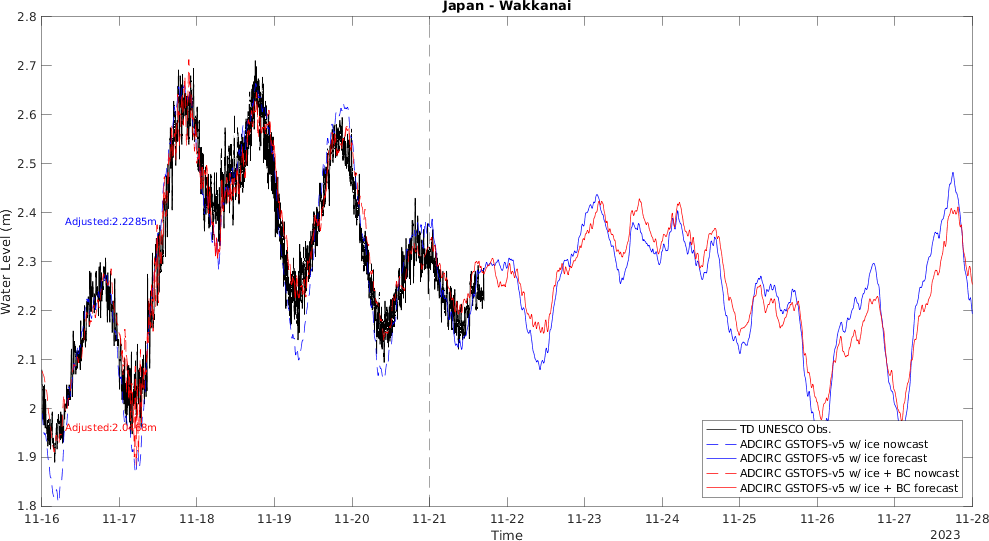 Japan - Wakkanai
2.8
2.7
2.6
2.5
2.4
2.3
2.2
2.1
2
1.9
1.8
Water Level (m)
Adjusted:2.2285m
TD UNESCO Obs.
ADCIRC GSTOFS-v5 w/ ice nowcast
ADCIRC GSTOFS-v5 w/ ice forecast
ADCIRC GSTOFS-v5 w/ ice + BC nowcast
ADCIRC GSTOFS-v5 w/ ice + BC forecast
11-16 11-17 11-18 11-19 11-20 11-21 11-22 11-23 11-24 11-25 11-26 11-27 11-28
Time
2023